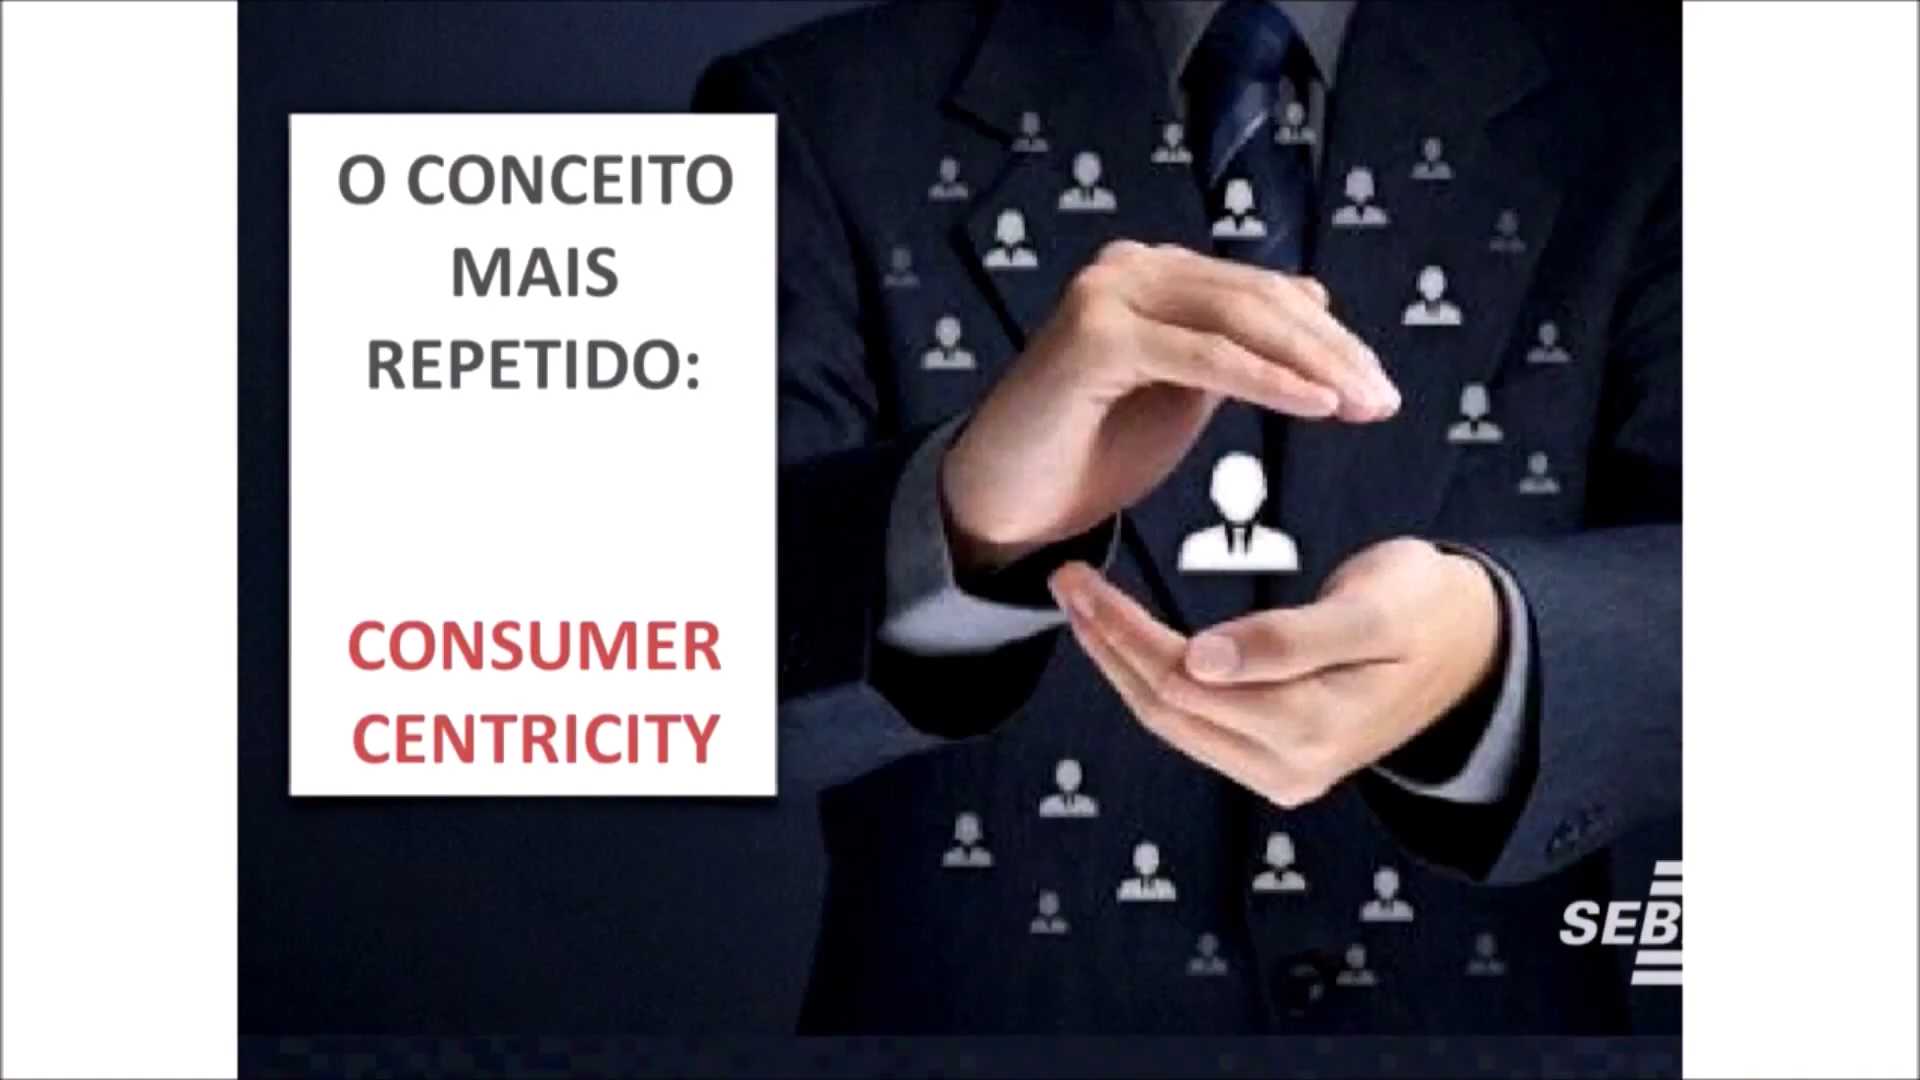 O CONCEITO
MAIS
REPETIDO:
CONSUMER
CENTRICITY
SEB